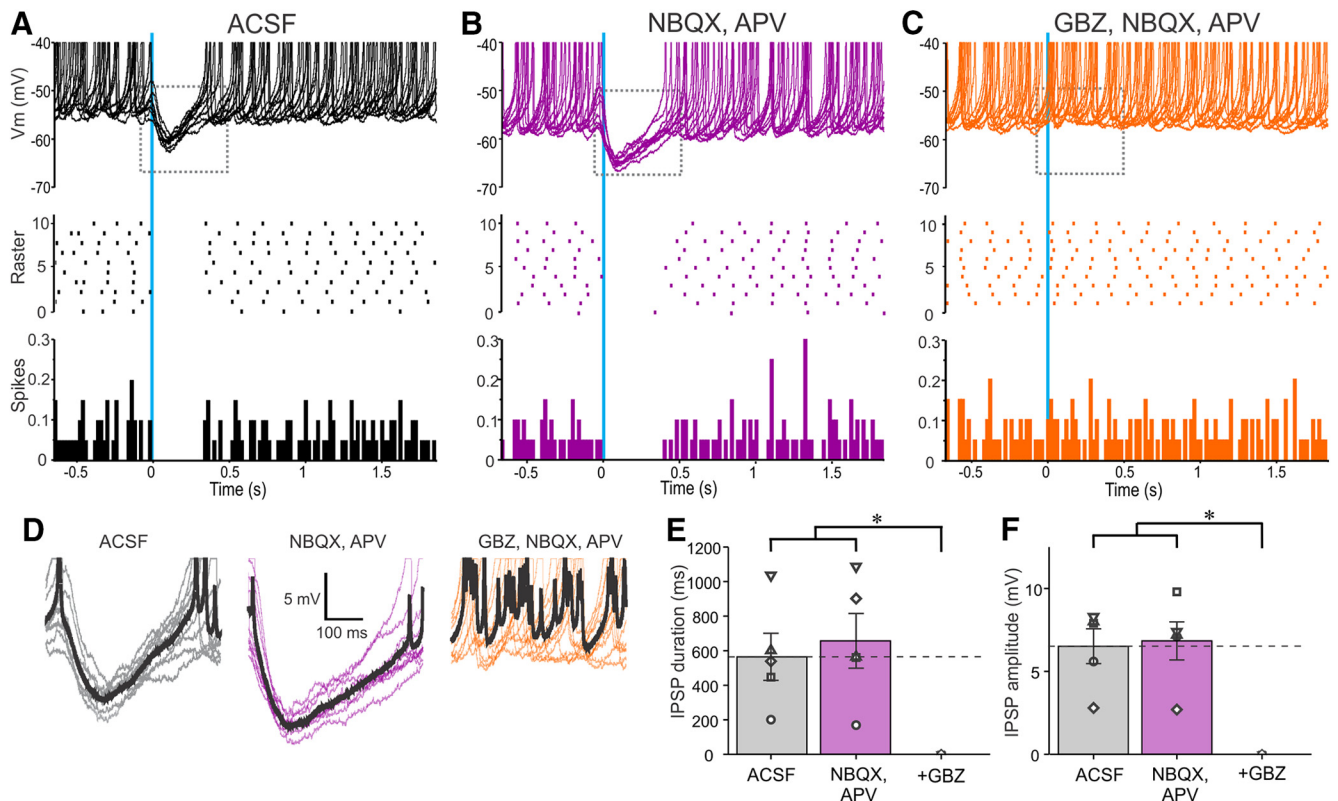 A ACSF
B NBQX, APV
C GBZ, NBQX, APV
Vm (mV)
-40
-50
-60
-70
-40
-50
-60
-70
-40
-50
-60
-70
Raster
10
5
0
10
5
0
10
5
0
Spikes
0.3
0.2
0.1
0
0.3
0.2
0.1
0
0.3
0.2
0.1
0
-0.5 0 0.5 1 1.5
Time (s)
-0.5 0 0.5 1 1.5
Time (s)
-0.5 0 0.5 1 1.5
Time (s)
D
ACSF
NBQX, APV
GBZ, NBQX, APV
5 mV
100 ms
E
*
IPSP duration (ms)
1200
1000
800
600
400
200
0
ACSF
NBQX,
APV
+GBZ
F
*
IPSP amplitude (mV)
10
5
0
ACSF
NBQX,
APV
+GBZ